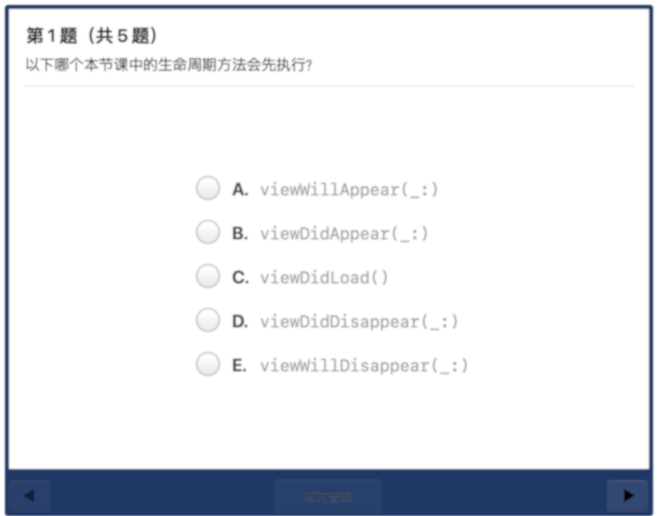 第1题（共5题）
以下哪个本节课中的生命周期方法会先执行?
A. viewWillAppear(_:)
B. viewDidAppear(_:)
C. viewDidLoad()
D. viewDidDisappear(_:)
E. viewWillDisappear(_:)